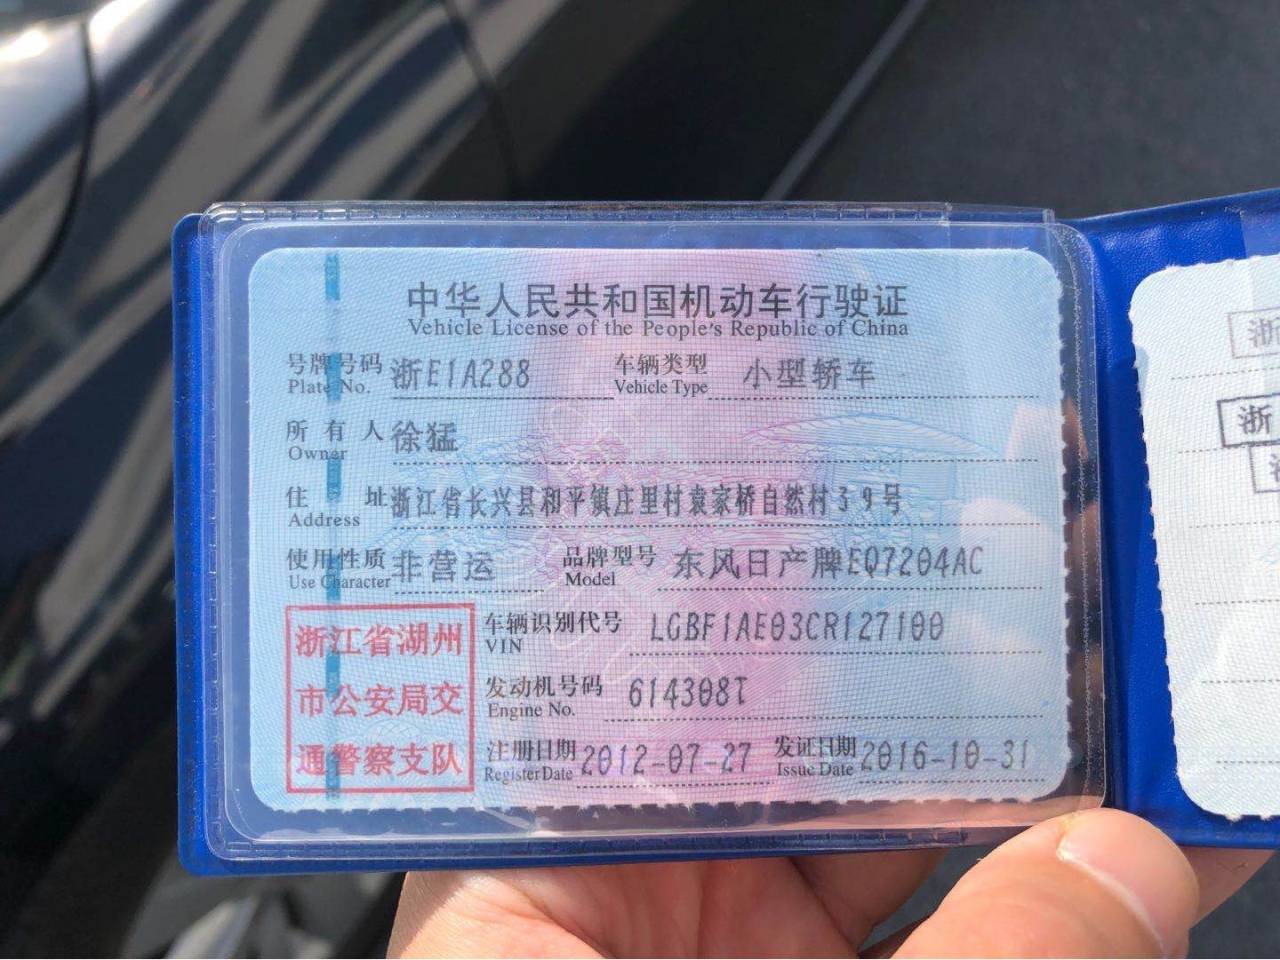 中华人民共和国机动车行驶证
Vehicle License of the People's Republic of China
号牌号码 浙E1A288 车辆类型 小型轿车
Plate No. Vehicle Type
所有人 徐猛
Owner
住址 浙江省长兴县和平镇庄里村袁家桥自然村39号
Address
使用性质 非营运 品牌型号 东风日产牌EQ7204AC
Use Character Model
浙江省湖州
市公安局交
通警察支队
车辆识别代号 LGBF1AE03CR127100
VIN
发动机号码 614308T
Engine No.
注册日期 2012-07-27 发证日期 2016-10-31
Register Date Issue Date
浙
浙